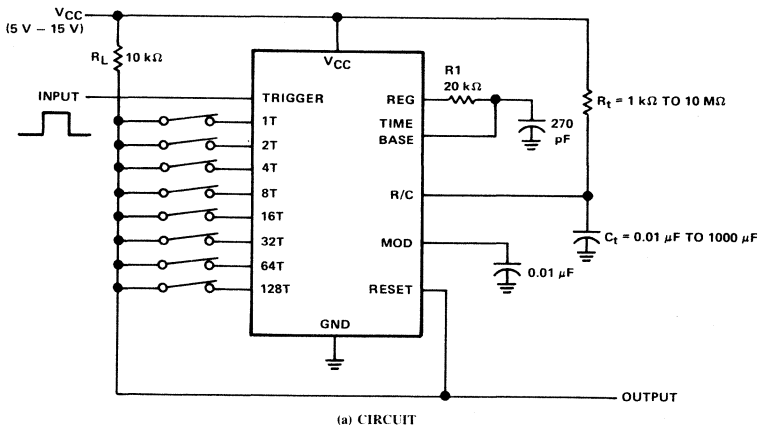 VCC
(5 V – 15 V)
RL 10 kΩ
VCC
R1
20 kΩ
INPUT
TRIGGER
REG
Rt = 1 kΩ TO 10 MΩ
1T
TIME
BASE
270
pF
2T
4T
8T
R/C
16T
32T
MOD
Ct = 0.01 μF TO 1000 μF
64T
0.01 μF
128T
RESET
GND
OUTPUT
(a) CIRCUIT